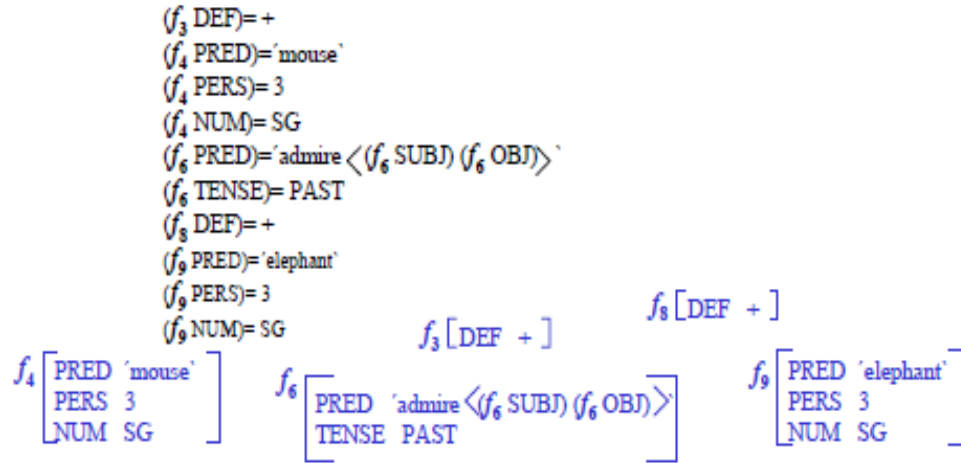 (f₃ DEF)= +
(f₄ PRED)=´mouse`
(f₄ PERS)= 3
(f₄ NUM)= SG
(f₆ PRED)=´admire⟨(f₆ SUBJ) (f₆ OBJ)⟩`
(f₆ TENSE)= PAST
(f₈ DEF)= +
(f₉ PRED)=´elephant`
(f₉ PERS)= 3
(f₉ NUM)= SG
f₃ [DEF +]
f₈ [DEF +]
f₄ [PRED ´mouse`
PERS 3
NUM SG]
f₆ [PRED ´admire⟨(f₆ SUBJ) (f₆ OBJ)⟩`
TENSE PAST]
f₉ [PRED ´elephant`
PERS 3
NUM SG]